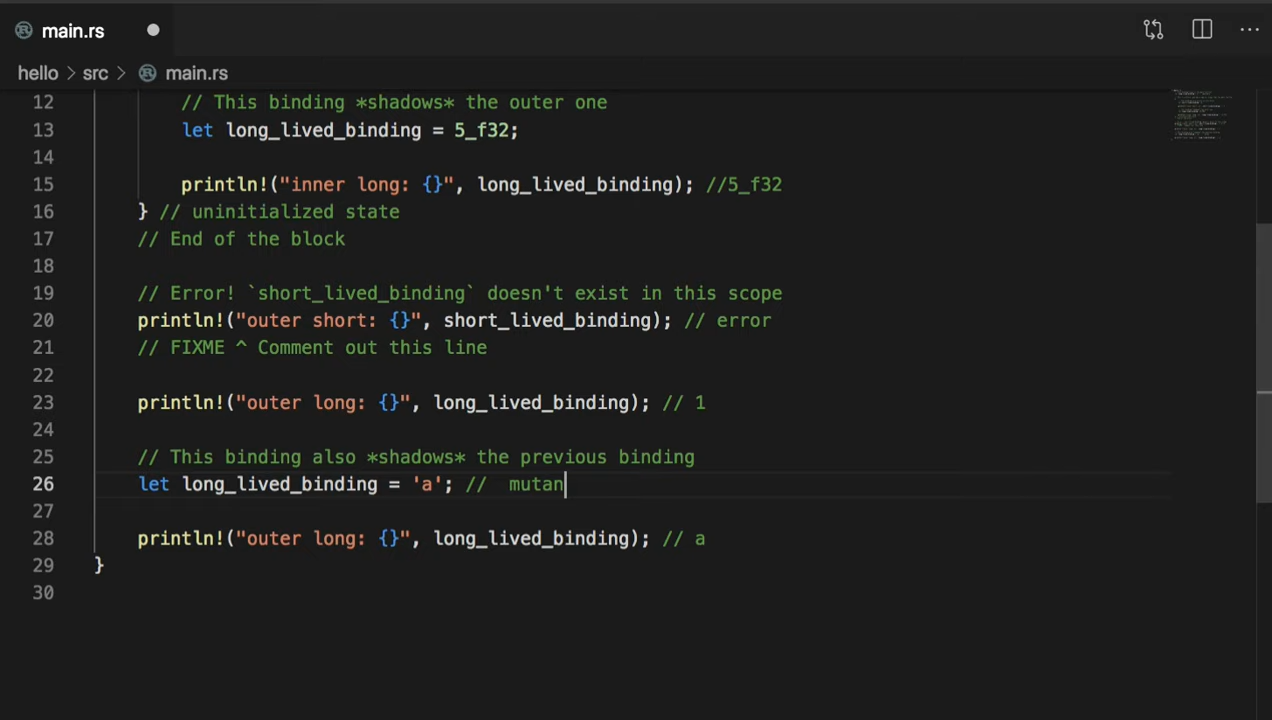 main.rs
hello > src > main.rs
12 // This binding *shadows* the outer one
13 let long_lived_binding = 5_f32;
14
15 println!("inner long: {}", long_lived_binding); //5_f32
16 } // uninitialized state
17 // End of the block
18
19 // Error! `short_lived_binding` doesn't exist in this scope
20 println!("outer short: {}", short_lived_binding); // error
21 // FIXME ^ Comment out this line
22
23 println!("outer long: {}", long_lived_binding); // 1
24
25 // This binding also *shadows* the previous binding
26 let long_lived_binding = 'a'; //  mutan
27
28 println!("outer long: {}", long_lived_binding); // a
29 }
30